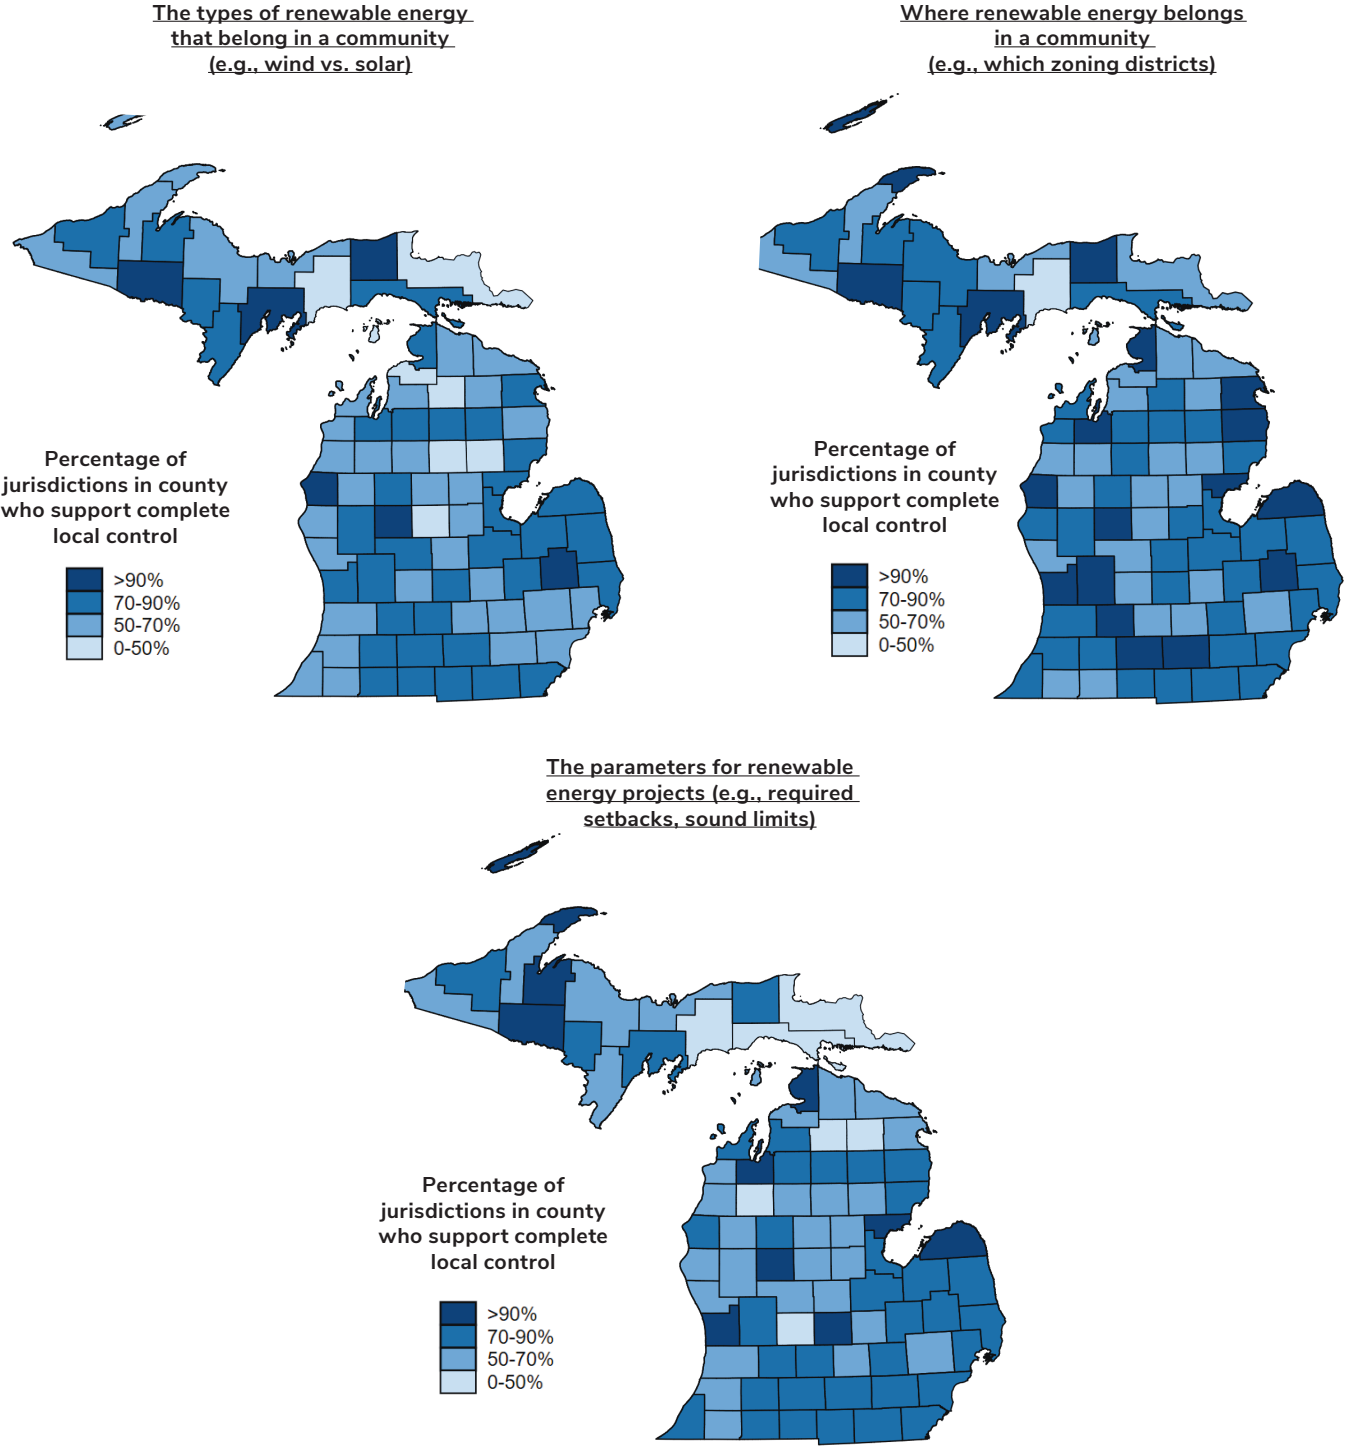 The types of renewable energy
that belong in a community
(e.g., wind vs. solar)
Where renewable energy belongs
in a community
(e.g., which zoning districts)
Percentage of
jurisdictions in county
who support complete
local control
>90%
70-90%
50-70%
0-50%
Percentage of
jurisdictions in county
who support complete
local control
>90%
70-90%
50-70%
0-50%
The parameters for renewable
energy projects (e.g., required
setbacks, sound limits)
Percentage of
jurisdictions in county
who support complete
local control
>90%
70-90%
50-70%
0-50%